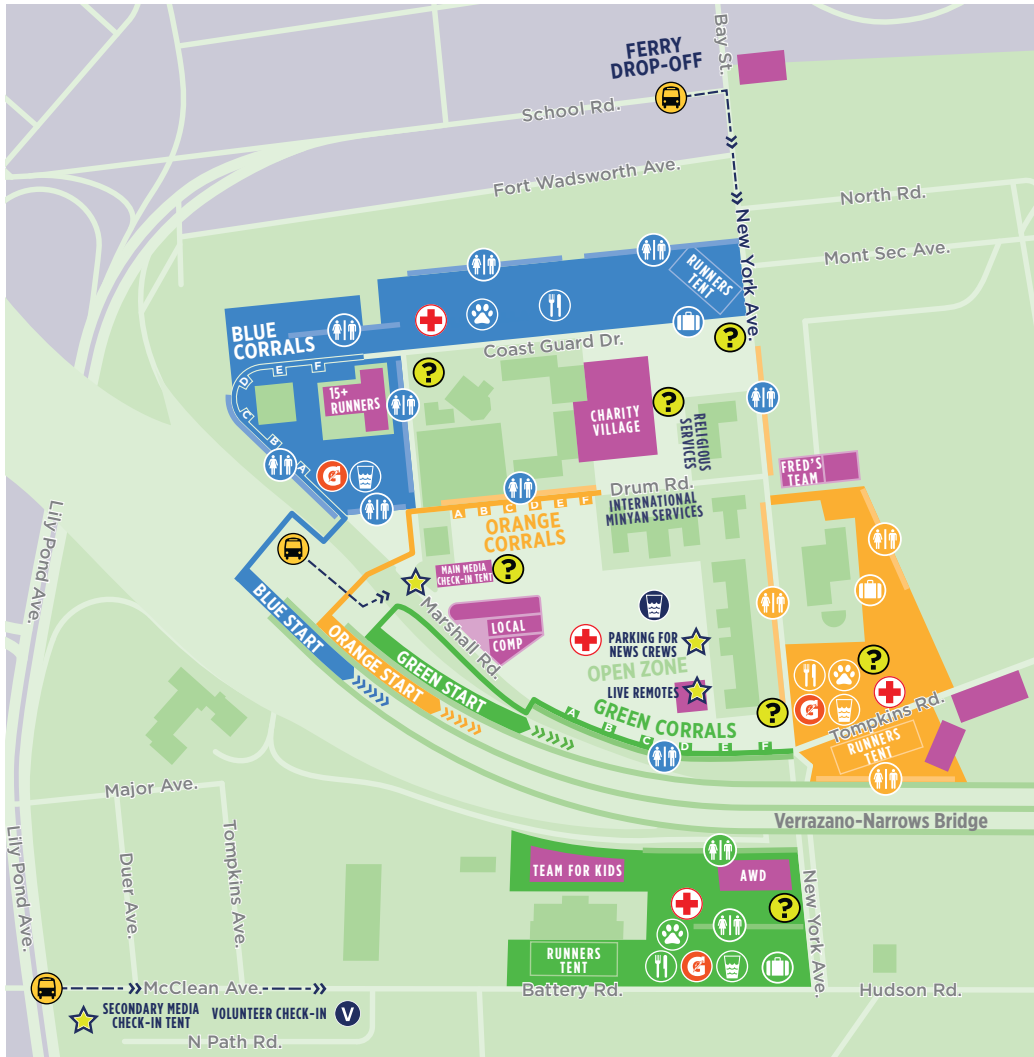 FERRY
DROP-OFF
Bay St.
School Rd.
Fort Wadsworth Ave.
North Rd.
New York Ave.
Mont Sec Ave.
RUNNERS
TENT
BLUE
CORRALS
Coast Guard Dr.
?
?
F
E
D
C
B
A
15+
RUNNERS
CHARITY
VILLAGE
?
RELIGIOUS
SERVICES
FRED'S
TEAM
G
Drum Rd.
INTERNATIONAL
MINYAN SERVICES
A B C D E F
ORANGE
CORRALS
Lily Pond Ave.
MAIN MEDIA
CHECK-IN TENT
?
Marshall Rd.
LOCAL
COMP
BLUE START
ORANGE START
GREEN START
PARKING FOR
NEWS CREWS
OPEN ZONE
LIVE REMOTES
GREEN CORRALS
A B C D E F
?
?
G
Tompkins Rd.
RUNNERS
TENT
Verrazano-Narrows Bridge
Major Ave.
Lily Pond Ave.
Duer Ave.
Tompkins Ave.
TEAM FOR KIDS
AWD
?
New York Ave.
RUNNERS
TENT
G
Battery Rd.
Hudson Rd.
McClean Ave.
SECONDARY MEDIA
CHECK-IN TENT
VOLUNTEER CHECK-IN V
N Path Rd.